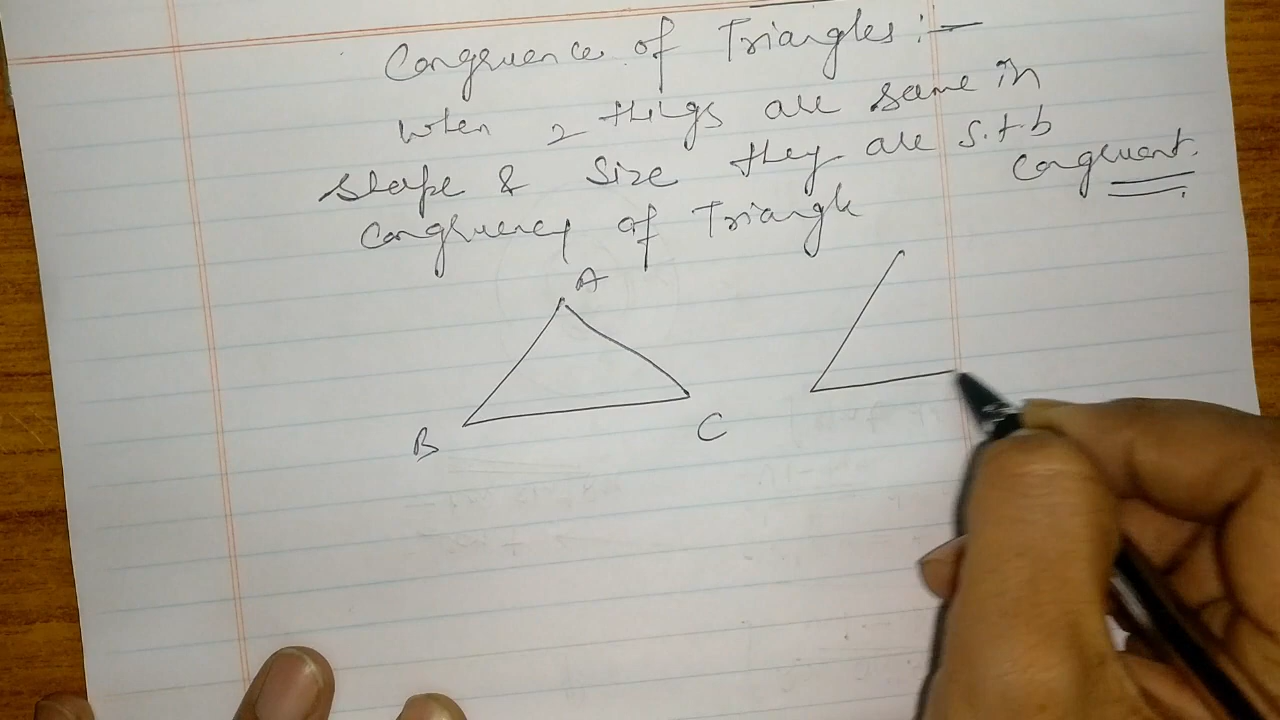 Congruence of Triangles :-
when 2 things are same in
shape & size they are s.t.b
congruent.
congruency of Triangle
A
B
C